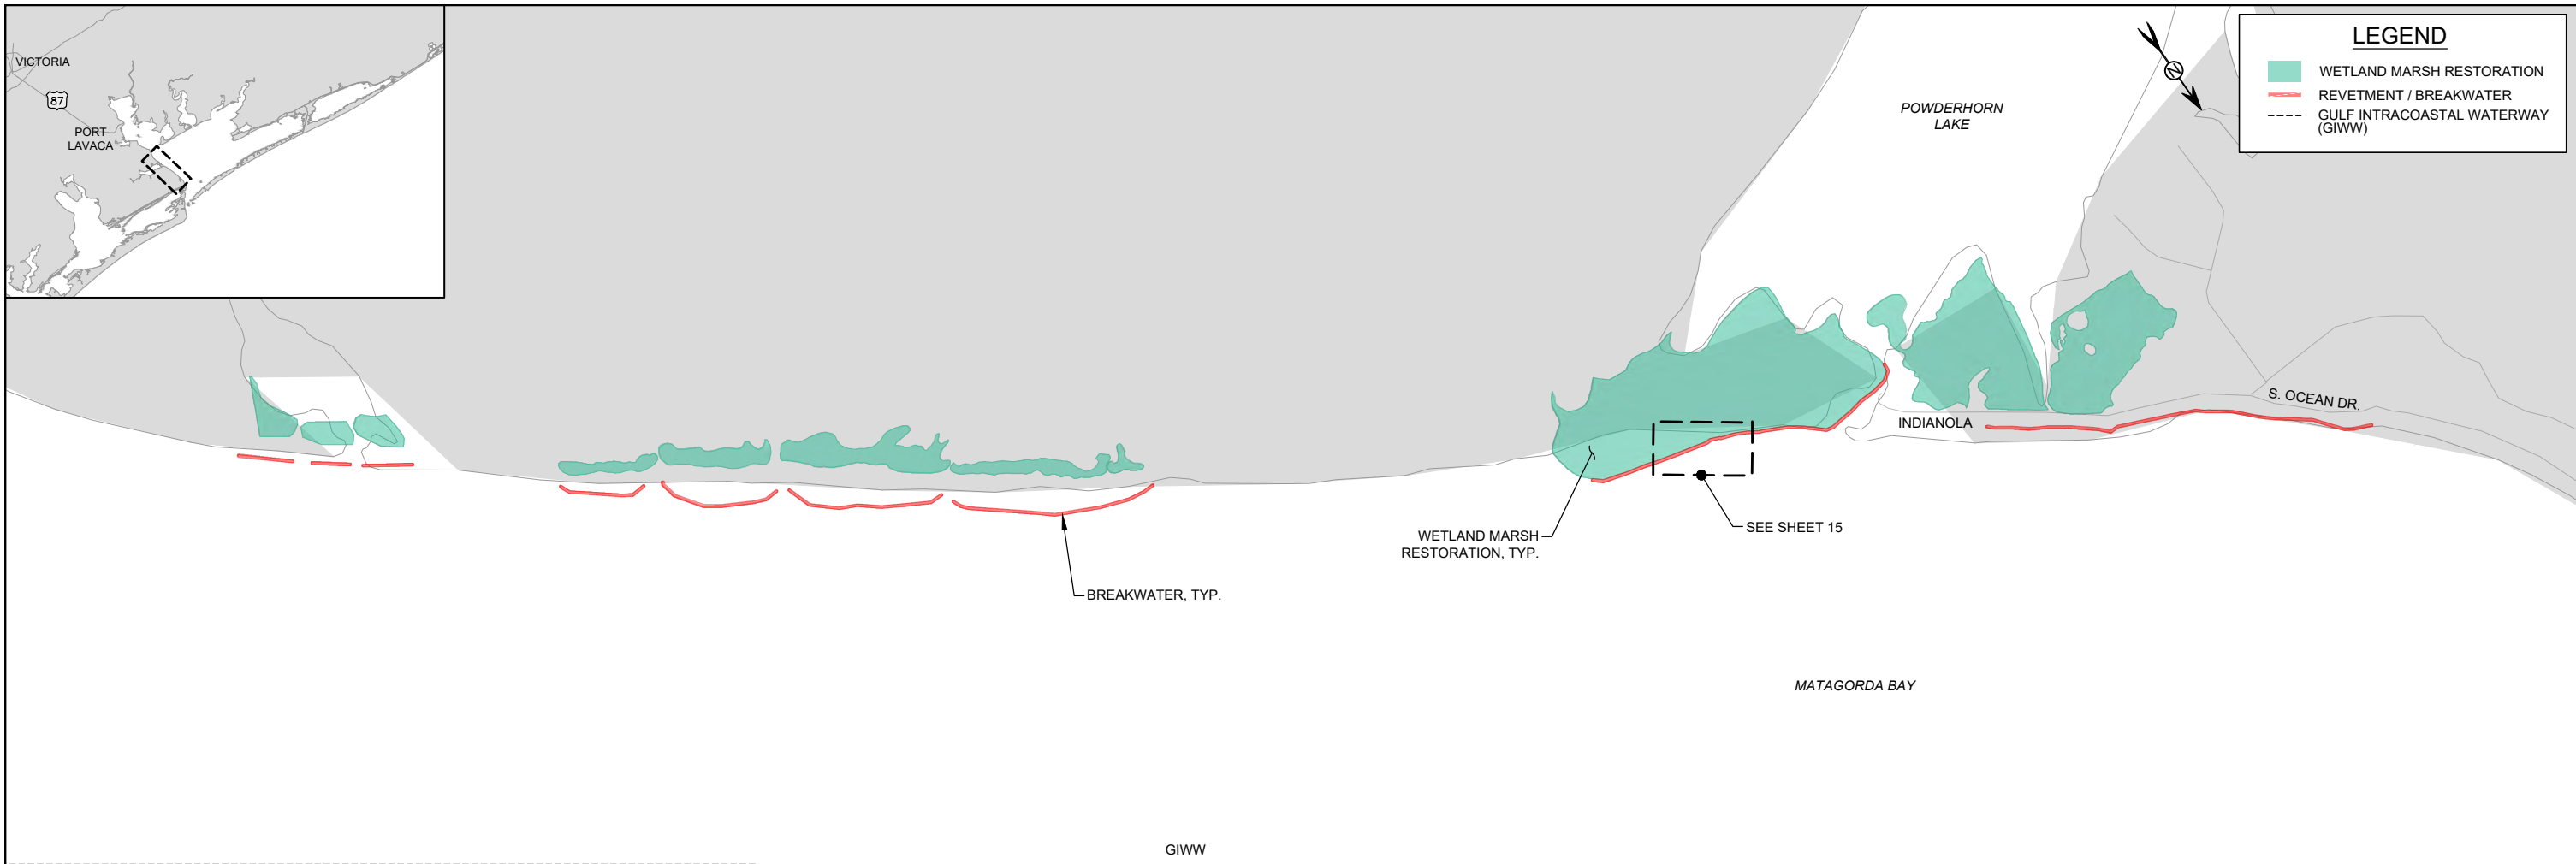 VICTORIA
87
PORT
LAVACA
POWDERHORN
LAKE
N
LEGEND
WETLAND MARSH RESTORATION
REVETMENT / BREAKWATER
GULF INTRACOASTAL WATERWAY
(GIWW)
S. OCEAN DR.
INDIANOLA
WETLAND MARSH
RESTORATION, TYP.
SEE SHEET 15
BREAKWATER, TYP.
MATAGORDA BAY
GIWW